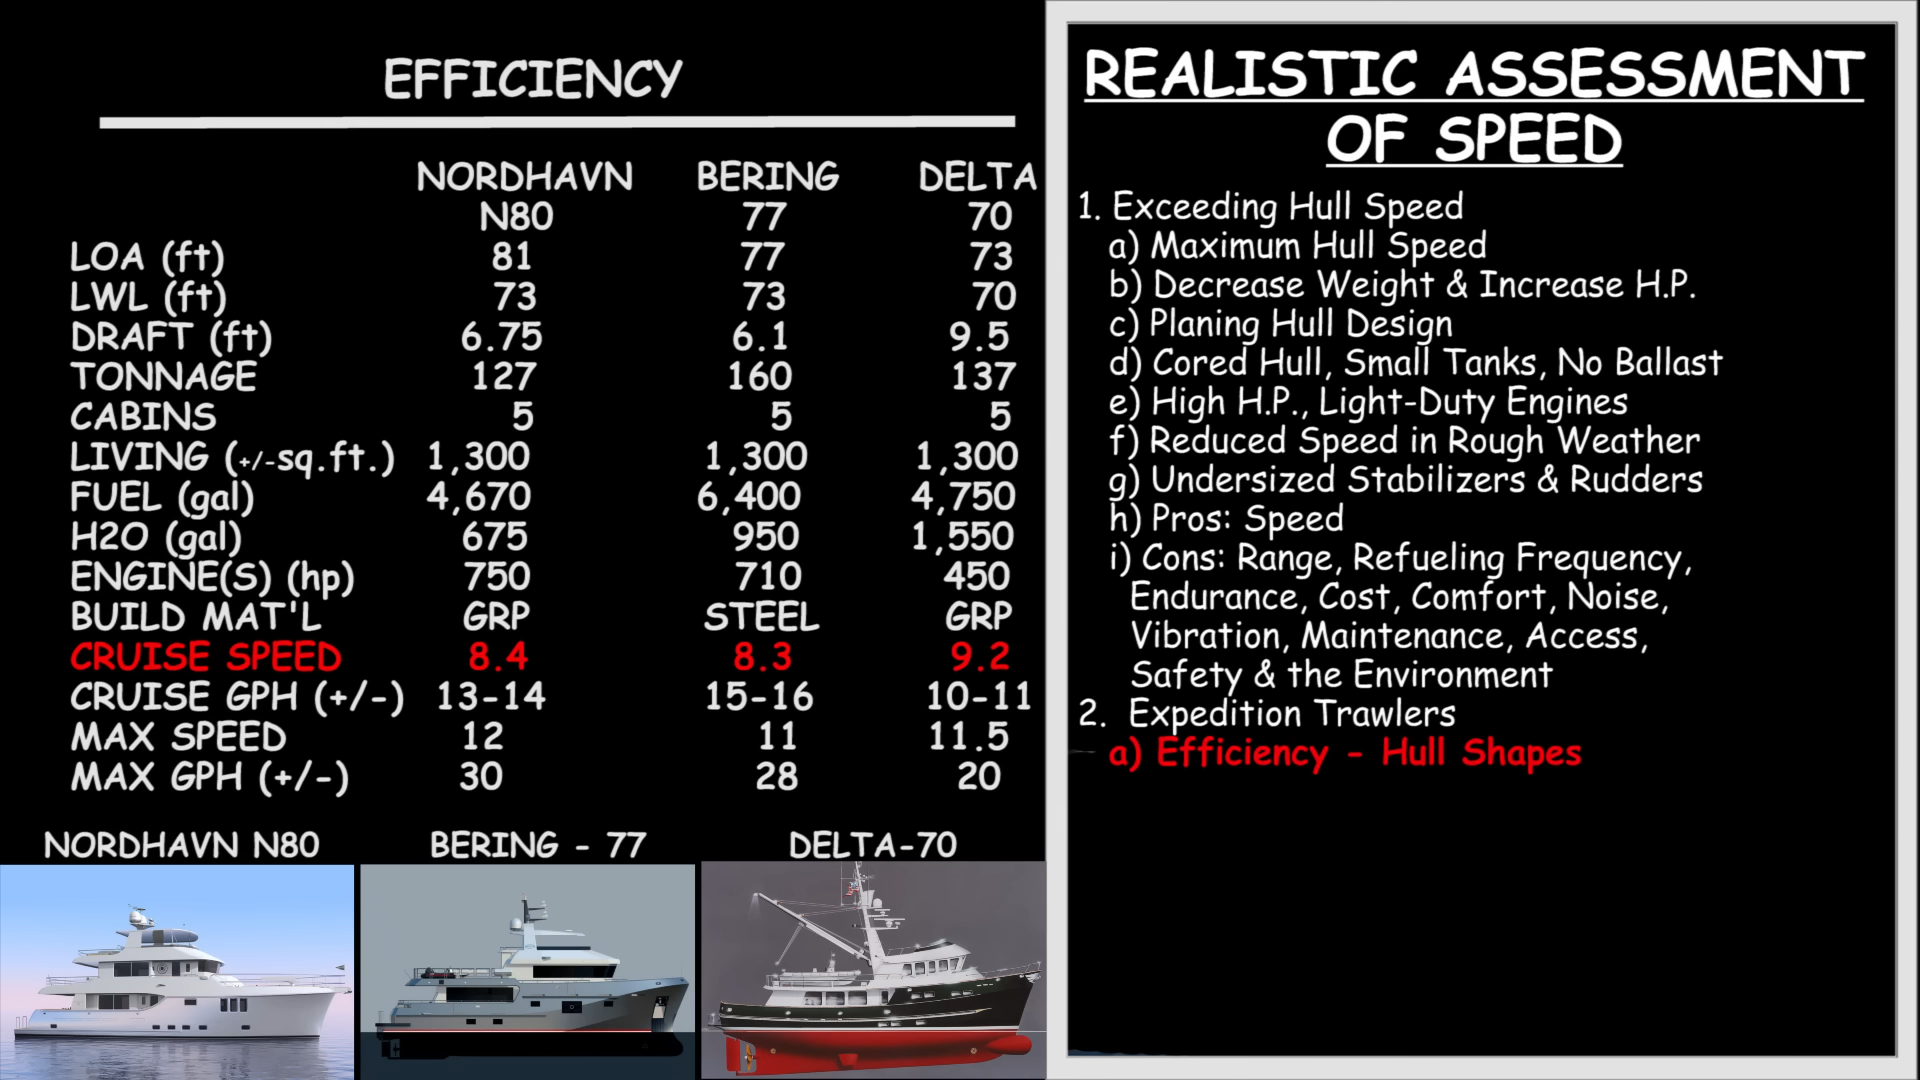 EFFICIENCY
NORDHAVN BERING DELTA
N80 77 70
LOA (ft) 81 77 73
LWL (ft) 73 73 70
DRAFT (ft) 6.75 6.1 9.5
TONNAGE 127 160 137
CABINS 5 5 5
LIVING (+/-sq.ft.) 1,300 1,300 1,300
FUEL (gal) 4,670 6,400 4,750
H2O (gal) 675 950 1,550
ENGINE(S) (hp) 750 710 450
BUILD MAT'L GRP STEEL GRP
CRUISE SPEED 8.4 8.3 9.2
CRUISE GPH (+/-) 13-14 15-16 10-11
MAX SPEED 12 11 11.5
MAX GPH (+/-) 30 28 20
NORDHAVN N80 BERING - 77 DELTA-70
REALISTIC ASSESSMENT
OF SPEED
1. Exceeding Hull Speed
a) Maximum Hull Speed
b) Decrease Weight & Increase H.P.
c) Planing Hull Design
d) Cored Hull, Small Tanks, No Ballast
e) High H.P., Light-Duty Engines
f) Reduced Speed in Rough Weather
g) Undersized Stabilizers & Rudders
h) Pros: Speed
i) Cons: Range, Refueling Frequency,
Endurance, Cost, Comfort, Noise,
Vibration, Maintenance, Access,
Safety & the Environment
2. Expedition Trawlers
a) Efficiency - Hull Shapes